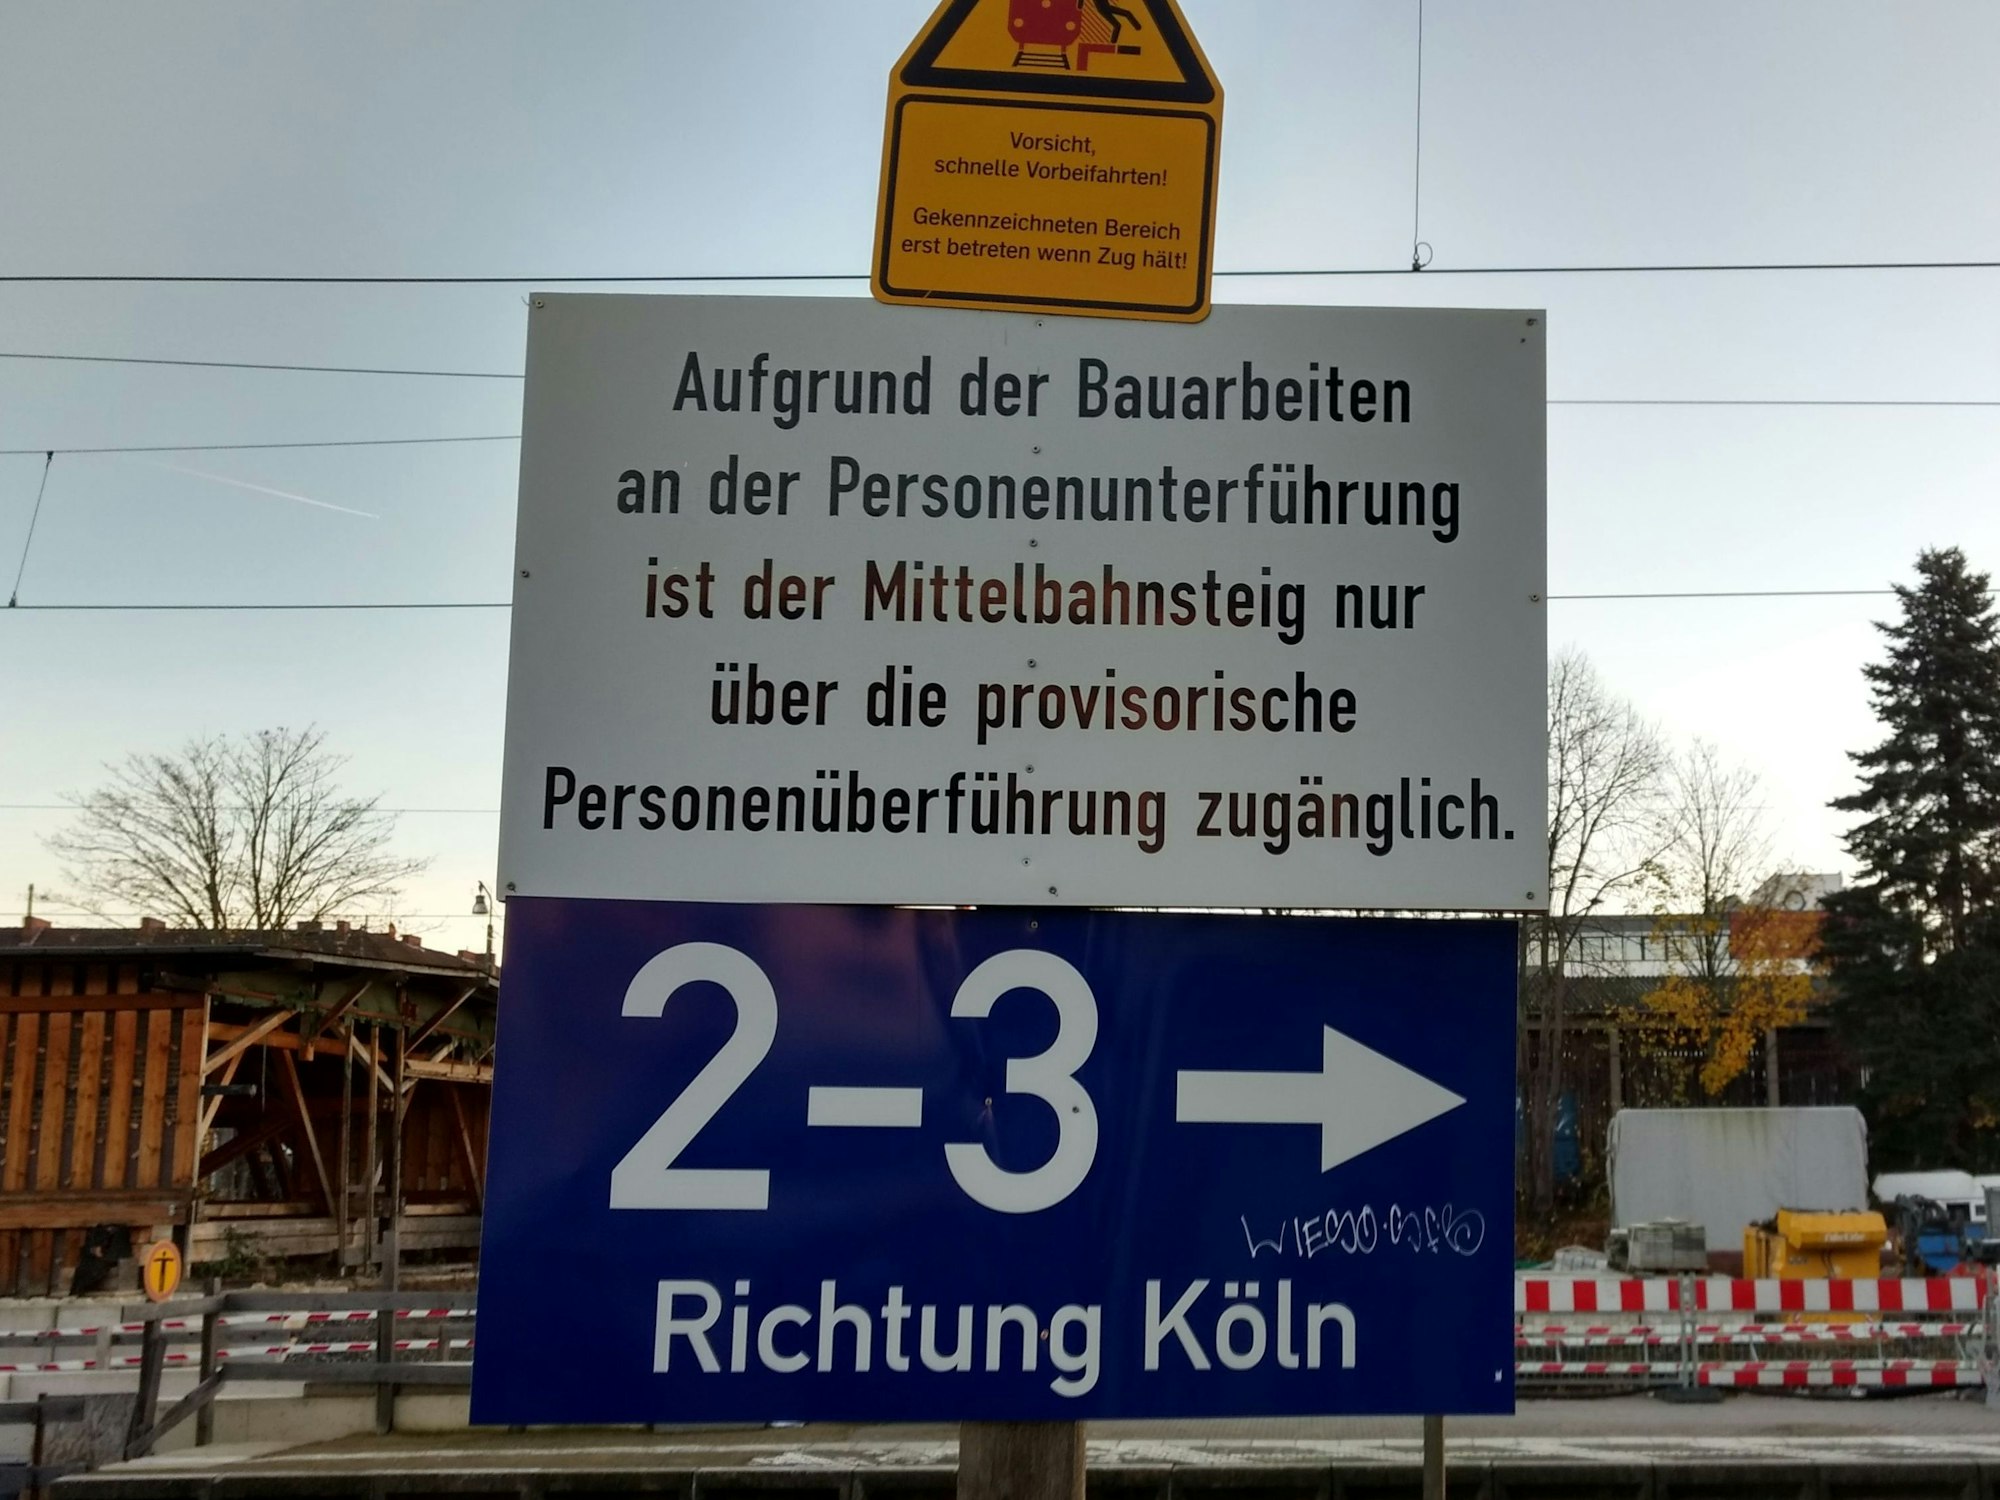 Vorsicht,
schnelle Vorbeifahrten!
Gekennzeichneten Bereich
erst betreten wenn Zug hält!
Aufgrund der Bauarbeiten
an der Personenunterführung
ist der Mittelbahnsteig nur
über die provisorische
Personenüberführung zugänglich.
2-3
Richtung Köln